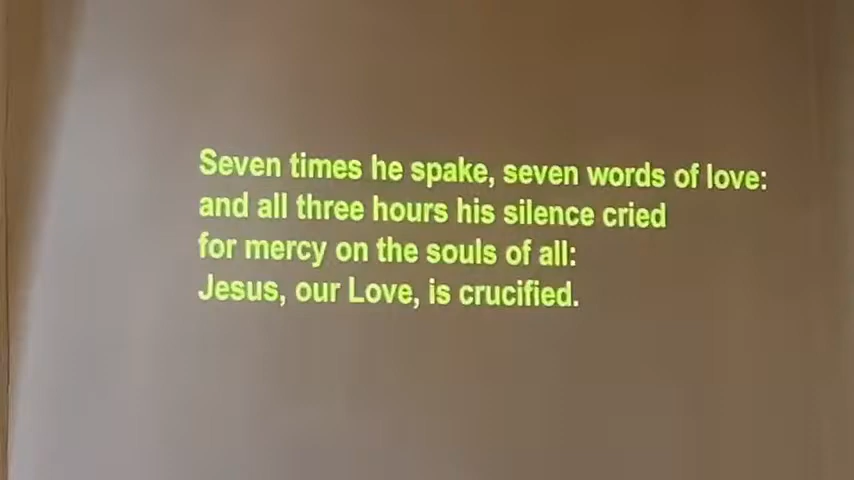 Seven times he spake, seven words of love:
and all three hours his silence cried
for mercy on the souls of all:
Jesus, our Love, is crucified.